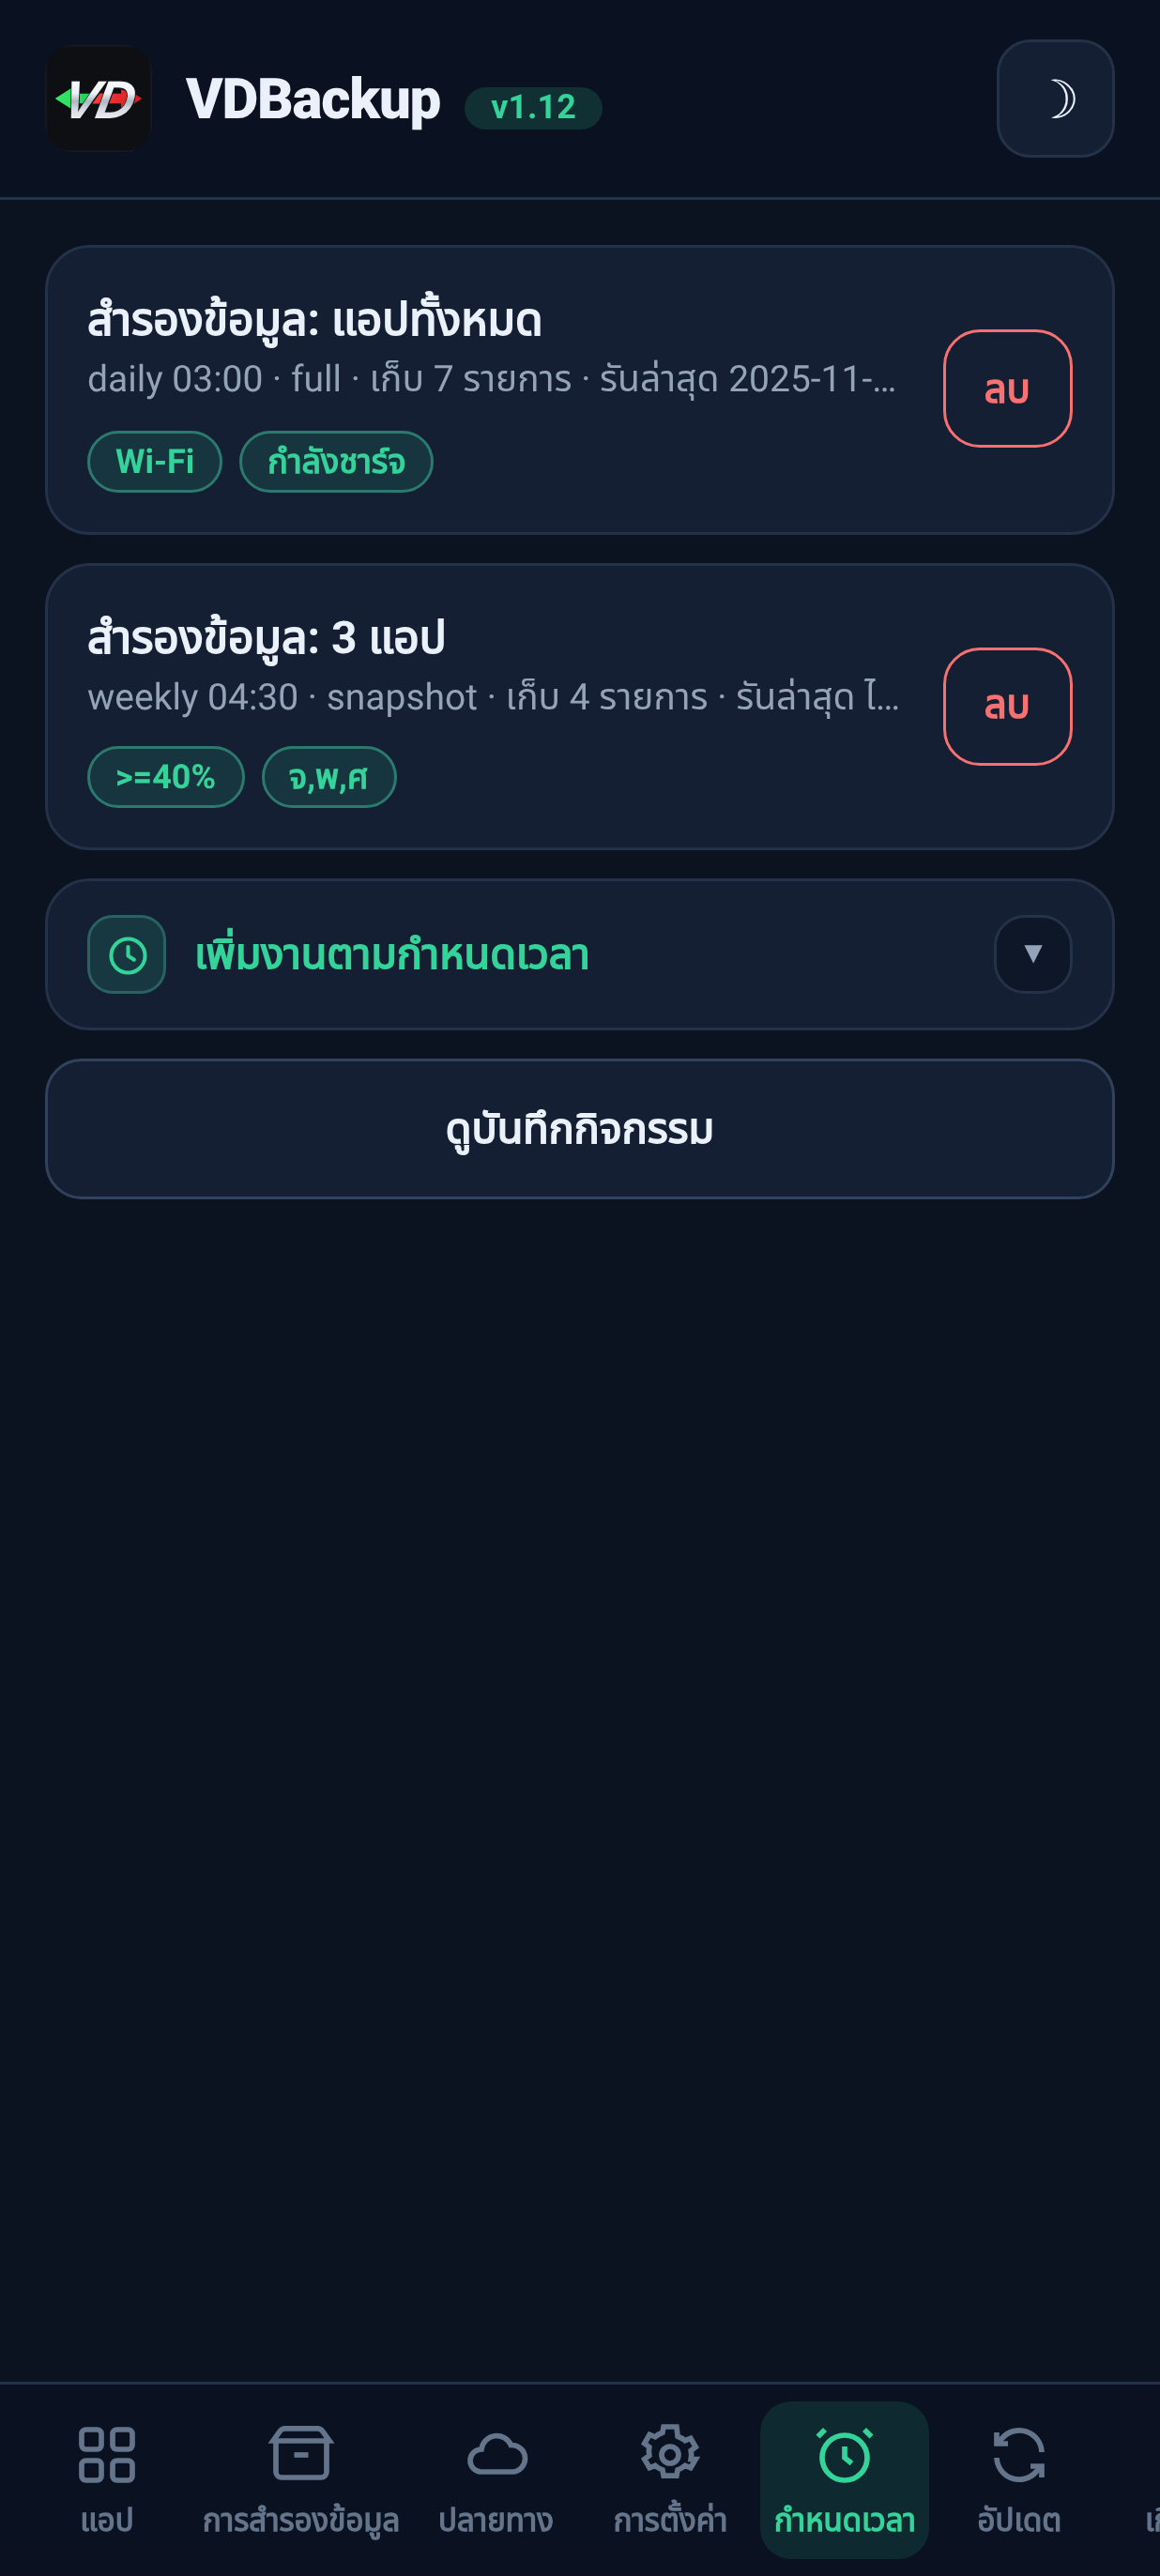 VD
VDBackup v1.12
สำรองข้อมูล: แอปทั้งหมด
daily 03:00 · full · เก็บ 7 รายการ · รันล่าสุด 2025-11-…
ลบ
Wi-Fi กำลังชาร์จ
สำรองข้อมูล: 3 แอป
weekly 04:30 · snapshot · เก็บ 4 รายการ · รันล่าสุด ไ…
ลบ
>=40% จ,พ,ศ
เพิ่มงานตามกำหนดเวลา
ดูบันทึกกิจกรรม
แอป การสำรองข้อมูล ปลายทาง การตั้งค่า กำหนดเวลา อัปเดต